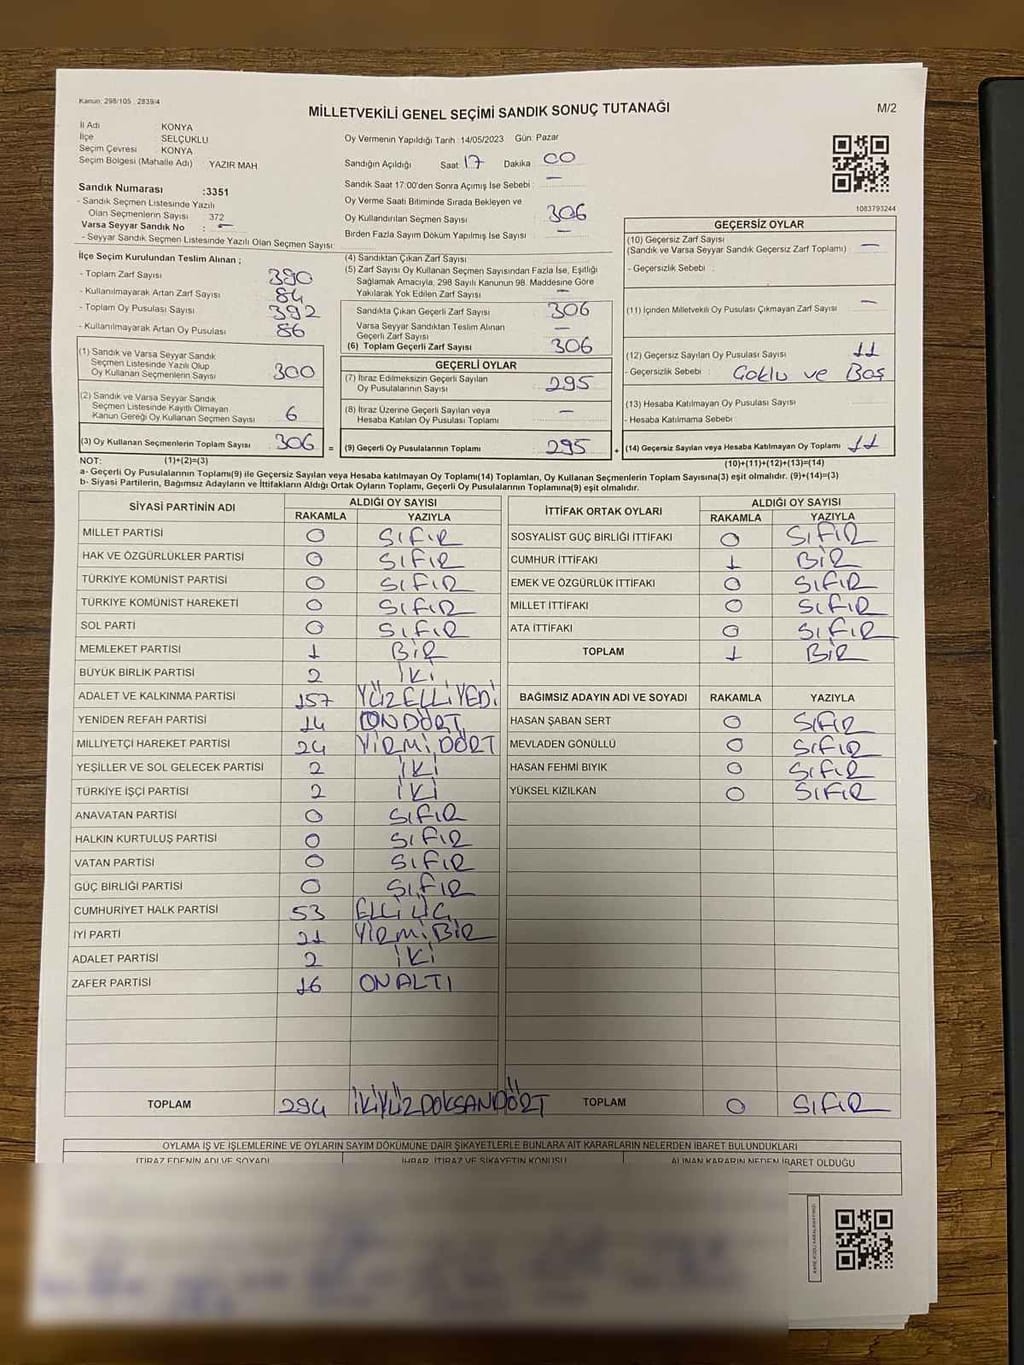 Kanun: 298/105 : 2839/4
MİLLETVEKİLİ GENEL SEÇİMİ SANDIK SONUÇ TUTANAĞI
M/2
İl Adı KONYA
İlçe SELÇUKLU
Seçim Çevresi KONYA
Seçim Bölgesi (Mahalle Adı) YAZIR MAH
Sandık Numarası :3351
- Sandık Seçmen Listesinde Yazılı
Olan Seçmenlerin Sayısı 372
Varsa Seyyar Sandık No : -
- Seyyar Sandık Seçmen Listesinde Yazılı Olan Seçmen Sayısı:
Oy Vermenin Yapıldığı Tarih :14/05/2023 Gün: Pazar
Sandığın Açıldığı Saat 17 Dakika 00
Sandık Saat 17:00'den Sonra Açımış İse Sebebi : -
Oy Verme Saati Bitiminde Sırada Bekleyen ve
Oy Kullandırılan Seçmen Sayısı 306
Birden Fazla Sayım Döküm Yapılmış İse Sayısı -
1083793244
İlçe Seçim Kurulundan Teslim Alınan ;
- Toplam Zarf Sayısı 390
- Kullanılmayarak Artan Zarf Sayısı 84
- Toplam Oy Pusulası Sayısı 392
- Kullanılmayarak Artan Oy Pusulası 86
(1) Sandık ve Varsa Seyyar Sandık
Seçmen Listesinde Yazılı Olup
Oy Kullanan Seçmenlerin Sayısı 300
(2) Sandık ve Varsa Seyyar Sandık
Seçmen Listesinde Kayıtlı Olmayan
Kanun Gereği Oy Kullanan Seçmen Sayısı 6
(3) Oy Kullanan Seçmenlerin Toplam Sayısı 306 =
(4) Sandıktan Çıkan Zarf Sayısı
(5) Zarf Sayısı Oy Kullanan Seçmen Sayısından Fazla İse, Eşitliği
Sağlamak Amacıyla, 298 Sayılı Kanunun 98. Maddesine Göre
Yakılarak Yok Edilen Zarf Sayısı -
Sandıkta Çıkan Geçerli Zarf Sayısı 306
Varsa Seyyar Sandıktan Teslim Alınan
Geçerli Zarf Sayısı -
(6) Toplam Geçerli Zarf Sayısı 306
GEÇERLİ OYLAR
(7) İtiraz Edilmeksizin Geçerli Sayılan
Oy Pusulalarının Sayısı 295
(8) İtiraz Üzerine Geçerli Sayılan veya
Hesaba Katılan Oy Pusulası Toplamı -
(9) Geçerli Oy Pusulalarının Toplamı 295 +
GEÇERSİZ OYLAR
(10) Geçersiz Zarf Sayısı
(Sandık ve Varsa Seyyar Sandık Geçersiz Zarf Toplamı) -
- Geçersizlik Sebebi :
(11) İçinden Milletvekili Oy Pusulası Çıkmayan Zarf Sayısı -
(12) Geçersiz Sayılan Oy Pusulası Sayısı 11
- Geçersizlik Sebebi : Çoklu ve Boş
(13) Hesaba Katılmayan Oy Pusulası Sayısı
- Hesaba Katılmama Sebebi :
(14) Geçersiz Sayılan veya Hesaba Katılmayan Oy Toplamı 11
NOT: (1)+(2)=(3)
(10)+(11)+(12)+(13)=(14)
a- Geçerli Oy Pusulalarının Toplamı(9) ile Geçersiz Sayılan veya Hesaba katılmayan Oy Toplamı(14) Toplamları, Oy Kullanan Seçmenlerin Toplam Sayısına(3) eşit olmalıdır. (9)+(14)=(3)
b- Siyasi Partilerin, Bağımsız Adayların ve İttifakların Aldığı Ortak Oyların Toplamı, Geçerli Oy Pusulalarının Toplamına(9) eşit olmalıdır.
SİYASİ PARTİNİN ADI ALDIĞI OY SAYISI
RAKAMLA YAZIYLA
MİLLET PARTİSİ 0 SIFIR
HAK VE ÖZGÜRLÜKLER PARTİSİ 0 SIFIR
TÜRKİYE KOMÜNİST PARTİSİ 0 SIFIR
TÜRKİYE KOMÜNİST HAREKETİ 0 SIFIR
SOL PARTİ 0 SIFIR
MEMLEKET PARTİSİ 1 BİR
BÜYÜK BİRLİK PARTİSİ 2 İKİ
ADALET VE KALKINMA PARTİSİ 157 YÜZELLİYEDİ
YENİDEN REFAH PARTİSİ 14 ONDÖRT
MİLLİYETÇİ HAREKET PARTİSİ 24 YİRMİDÖRT
YEŞİLLER VE SOL GELECEK PARTİSİ 2 İKİ
TÜRKİYE İŞÇİ PARTİSİ 2 İKİ
ANAVATAN PARTİSİ 0 SIFIR
HALKIN KURTULUŞ PARTİSİ 0 SIFIR
VATAN PARTİSİ 0 SIFIR
GÜÇ BİRLİĞİ PARTİSİ 0 SIFIR
CUMHURİYET HALK PARTİSİ 53 ELLİÜÇ
İYİ PARTİ 21 YİRMİBİR
ADALET PARTİSİ 2 İKİ
ZAFER PARTİSİ 16 ONALTI
TOPLAM 294 İKİYÜZDOKSANDÖRT
İTTİFAK ORTAK OYLARI ALDIĞI OY SAYISI
RAKAMLA YAZIYLA
SOSYALİST GÜÇ BİRLİĞİ İTTİFAKI 0 SIFIR
CUMHUR İTTİFAKI 1 BİR
EMEK VE ÖZGÜRLÜK İTTİFAKI 0 SIFIR
MİLLET İTTİFAKI 0 SIFIR
ATA İTTİFAKI 0 SIFIR
TOPLAM 1 BİR
BAĞIMSIZ ADAYIN ADI VE SOYADI RAKAMLA YAZIYLA
HASAN ŞABAN SERT 0 SIFIR
MEVLADEN GÖNÜLLÜ 0 SIFIR
HASAN FEHMİ BIYIK 0 SIFIR
YÜKSEL KIZILKAN 0 SIFIR
TOPLAM 0 SIFIR
OYLAMA İŞ VE İŞLEMLERİNE VE OYLARIN SAYIM DÖKÜMÜNE DAİR ŞİKAYETLERLE BUNLARA AİT KARARLARIN NELERDEN İBARET BULUNDUKLARI
İTİRAZ EDENİN ADI VE SOYADI İHBAR, İTİRAZ VE ŞİKAYETİN KONUSU ALINAN KARARIN NEDEN İBARET OLDUĞU